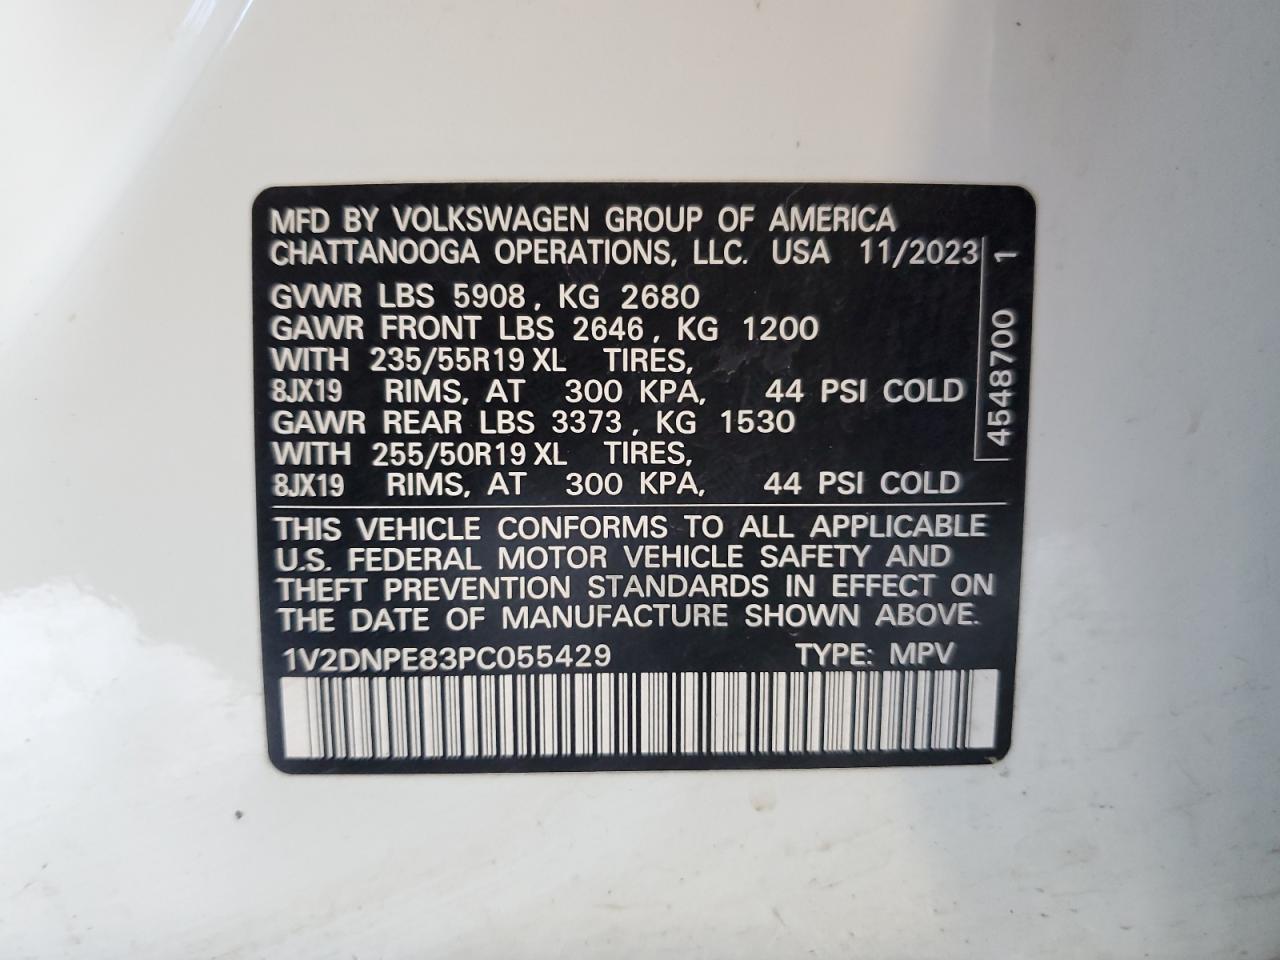 MFD BY VOLKSWAGEN GROUP OF AMERICA
CHATTANOOGA OPERATIONS, LLC. USA 11/2023
GVWR LBS 5908, KG 2680
GAWR FRONT LBS 2646, KG 1200
WITH 235/55R19 XL TIRES,
8JX19 RIMS, AT 300 KPA, 44 PSI COLD
GAWR REAR LBS 3373, KG 1530
WITH 255/50R19 XL TIRES,
8JX19 RIMS, AT 300 KPA, 44 PSI COLD
4548700 1
THIS VEHICLE CONFORMS TO ALL APPLICABLE
U.S. FEDERAL MOTOR VEHICLE SAFETY AND
THEFT PREVENTION STANDARDS IN EFFECT ON
THE DATE OF MANUFACTURE SHOWN ABOVE.
1V2DNPE83PC055429 TYPE: MPV